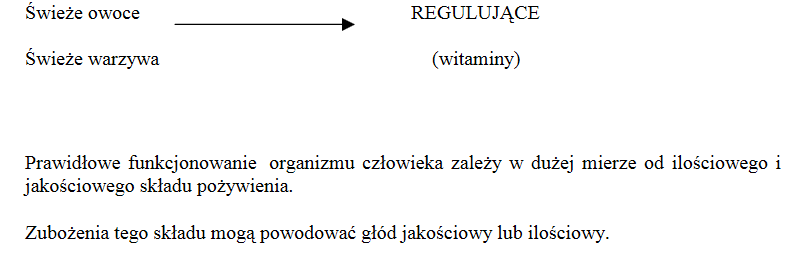 Świeże owoce REGULUJĄCE
Świeże warzywa (witaminy)
Prawidłowe funkcjonowanie organizmu człowieka zależy w dużej mierze od ilościowego i
jakościowego składu pożywienia.
Zubożenia tego składu mogą powodować głód jakościowy lub ilościowy.